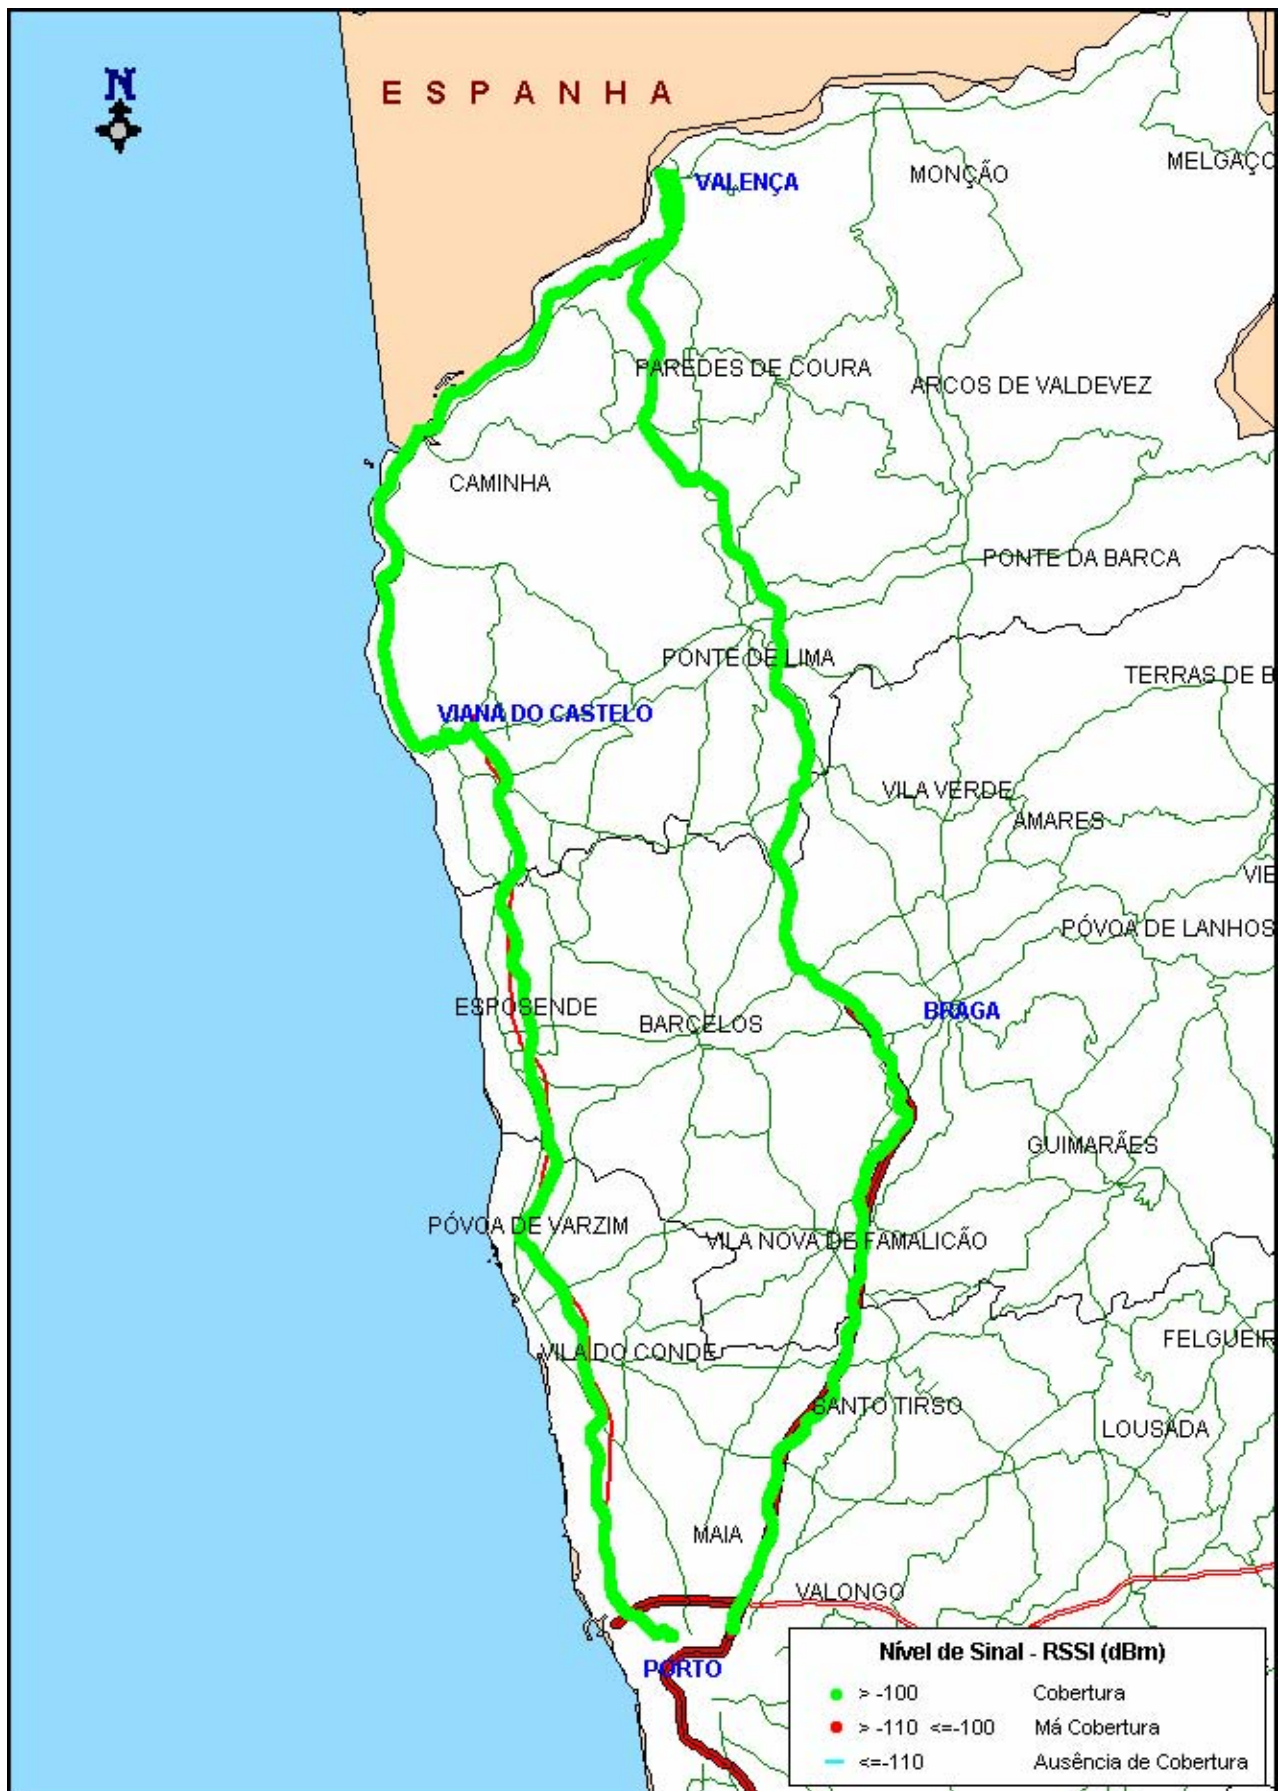 N
ESPANHA
VALENÇA
MONÇÃO
MELGAÇO
PAREDES DE COURA
ARCOS DE VALDEVEZ
CAMINHA
PONTE DA BARCA
PONTE DE LIMA
TERRAS DE B
VIANA DO CASTELO
VILA VERDE
AMARES
VIE
PÓVOA DE LANHOS
ESPOSENDE
BRAGA
BARCELOS
GUIMARÃES
PÓVOA DE VARZIM
VILA NOVA DE FAMALICÃO
FELGUEIR
VILA DO CONDE
SANTO TIRSO
LOUSADA
MAIA
VALONGO
PORTO
Nível de Sinal - RSSI (dBm)
> -100 Cobertura
> -110 <=-100 Má Cobertura
<=-110 Ausência de Cobertura